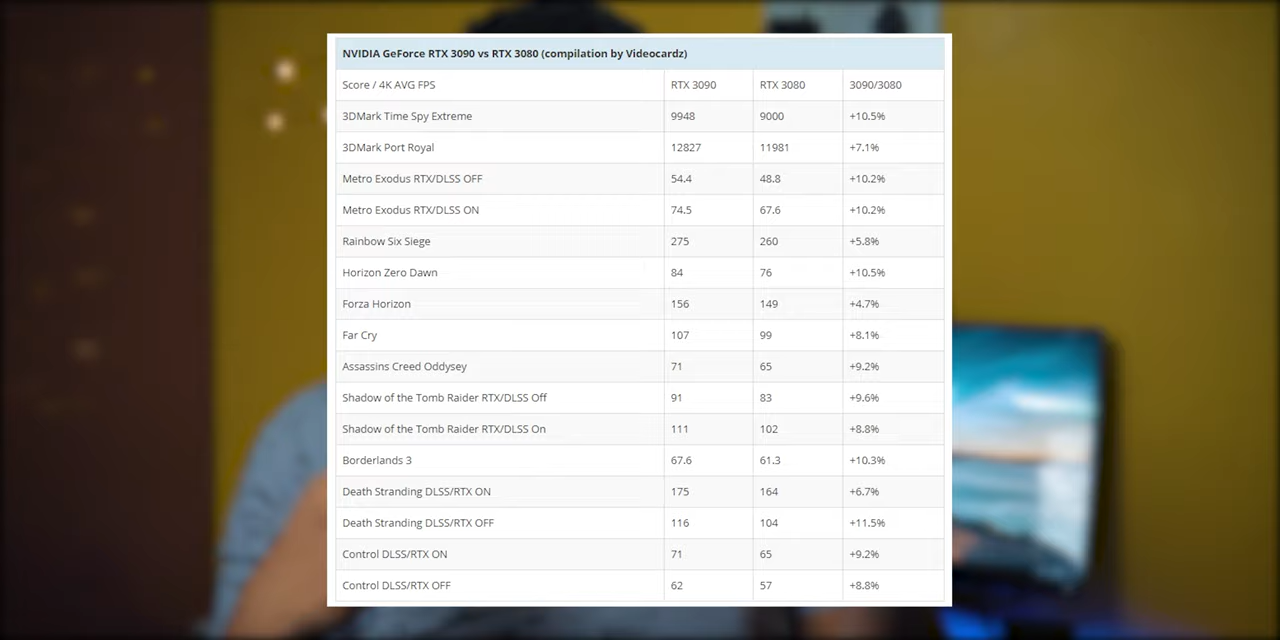 NVIDIA GeForce RTX 3090 vs RTX 3080 (compilation by Videocardz)
Score / 4K AVG FPS RTX 3090 RTX 3080 3090/3080
3DMark Time Spy Extreme 9948 9000 +10.5%
3DMark Port Royal 12827 11981 +7.1%
Metro Exodus RTX/DLSS OFF 54.4 48.8 +10.2%
Metro Exodus RTX/DLSS ON 74.5 67.6 +10.2%
Rainbow Six Siege 275 260 +5.8%
Horizon Zero Dawn 84 76 +10.5%
Forza Horizon 156 149 +4.7%
Far Cry 107 99 +8.1%
Assassins Creed Oddysey 71 65 +9.2%
Shadow of the Tomb Raider RTX/DLSS Off 91 83 +9.6%
Shadow of the Tomb Raider RTX/DLSS On 111 102 +8.8%
Borderlands 3 67.6 61.3 +10.3%
Death Stranding DLSS/RTX ON 175 164 +6.7%
Death Stranding DLSS/RTX OFF 116 104 +11.5%
Control DLSS/RTX ON 71 65 +9.2%
Control DLSS/RTX OFF 62 57 +8.8%